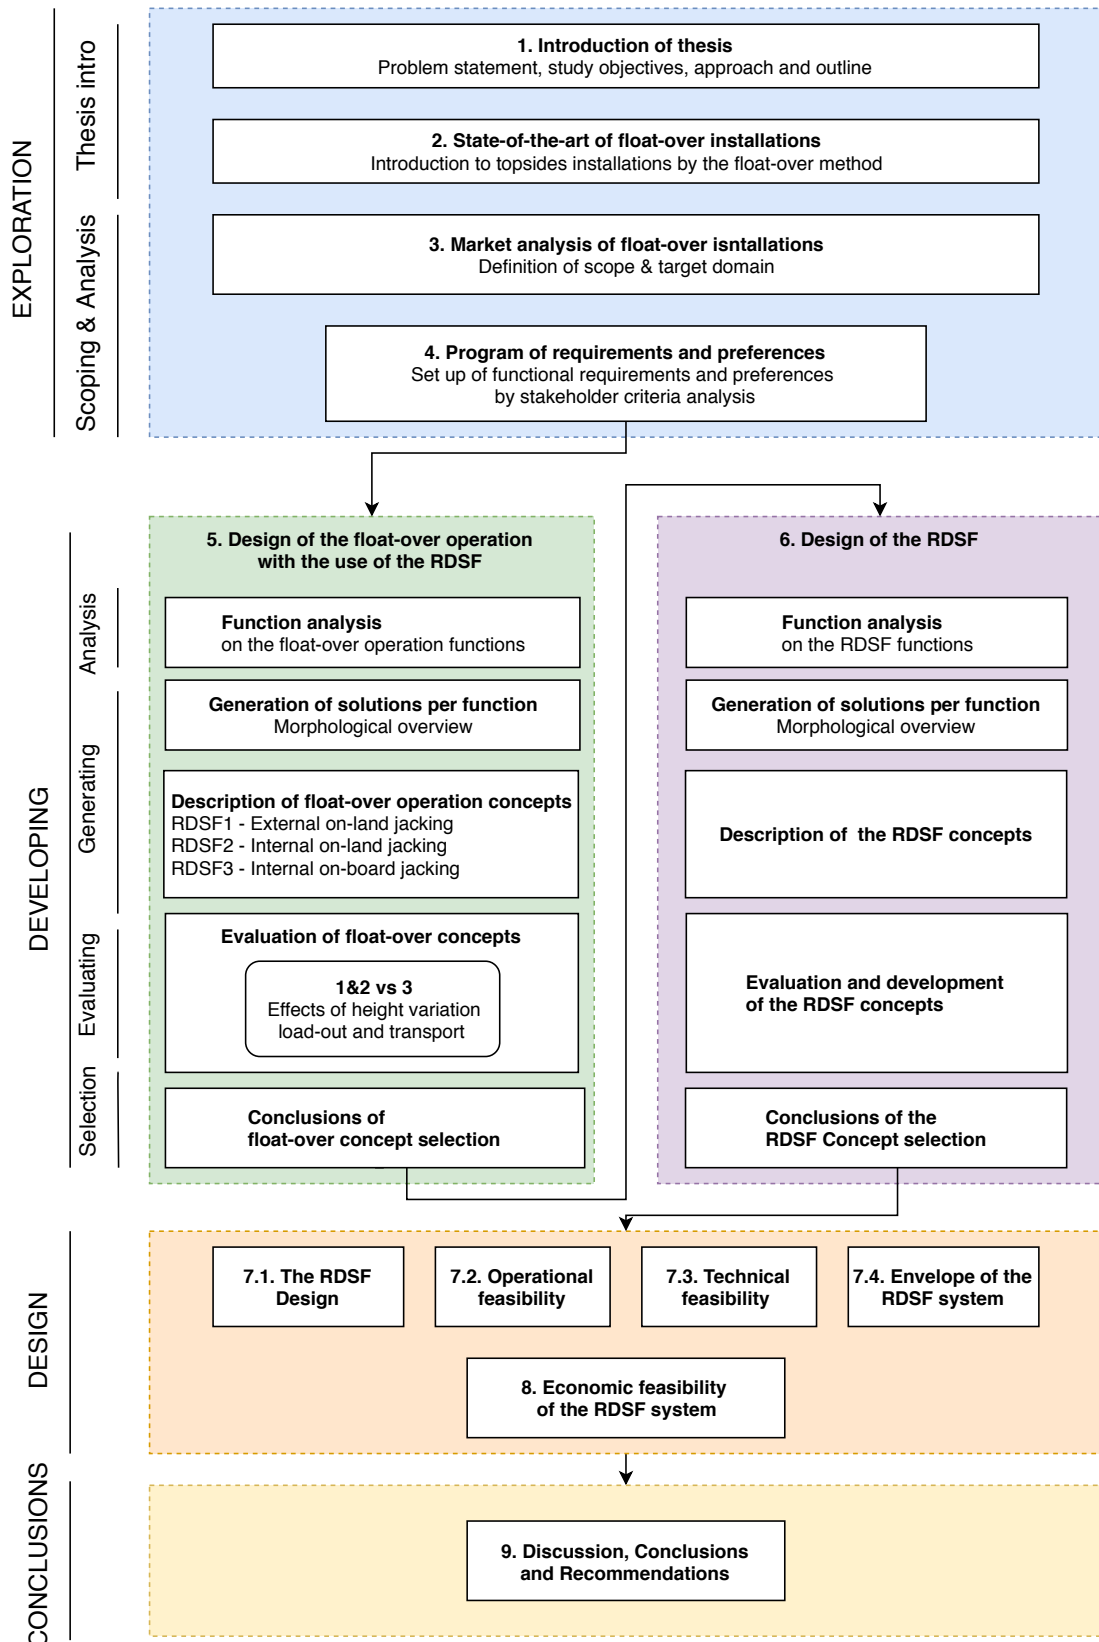 EXPLORATION
Thesis intro
1. Introduction of thesis
Problem statement, study objectives, approach and outline
2. State-of-the-art of float-over installations
Introduction to topsides installations by the float-over method
Scoping & Analysis
3. Market analysis of float-over isntallations
Definition of scope & target domain
4. Program of requirements and preferences
Set up of functional requirements and preferences
by stakeholder criteria analysis
DEVELOPING
Analysis
Generating
Evaluating
Selection
5. Design of the float-over operation
with the use of the RDSF
Function analysis
on the float-over operation functions
Generation of solutions per function
Morphological overview
Description of float-over operation concepts
RDSF1 - External on-land jacking
RDSF2 - Internal on-land jacking
RDSF3 - Internal on-board jacking
Evaluation of float-over concepts
1&2 vs 3
Effects of height variation
load-out and transport
Conclusions of
float-over concept selection
6. Design of the RDSF
Function analysis
on the RDSF functions
Generation of solutions per function
Morphological overview
Description of the RDSF concepts
Evaluation and development
of the RDSF concepts
Conclusions of the
RDSF Concept selection
DESIGN
7.1. The RDSF
Design
7.2. Operational
feasibility
7.3. Technical
feasibility
7.4. Envelope of the
RDSF system
8. Economic feasibility
of the RDSF system
CONCLUSIONS
9. Discussion, Conclusions
and Recommendations